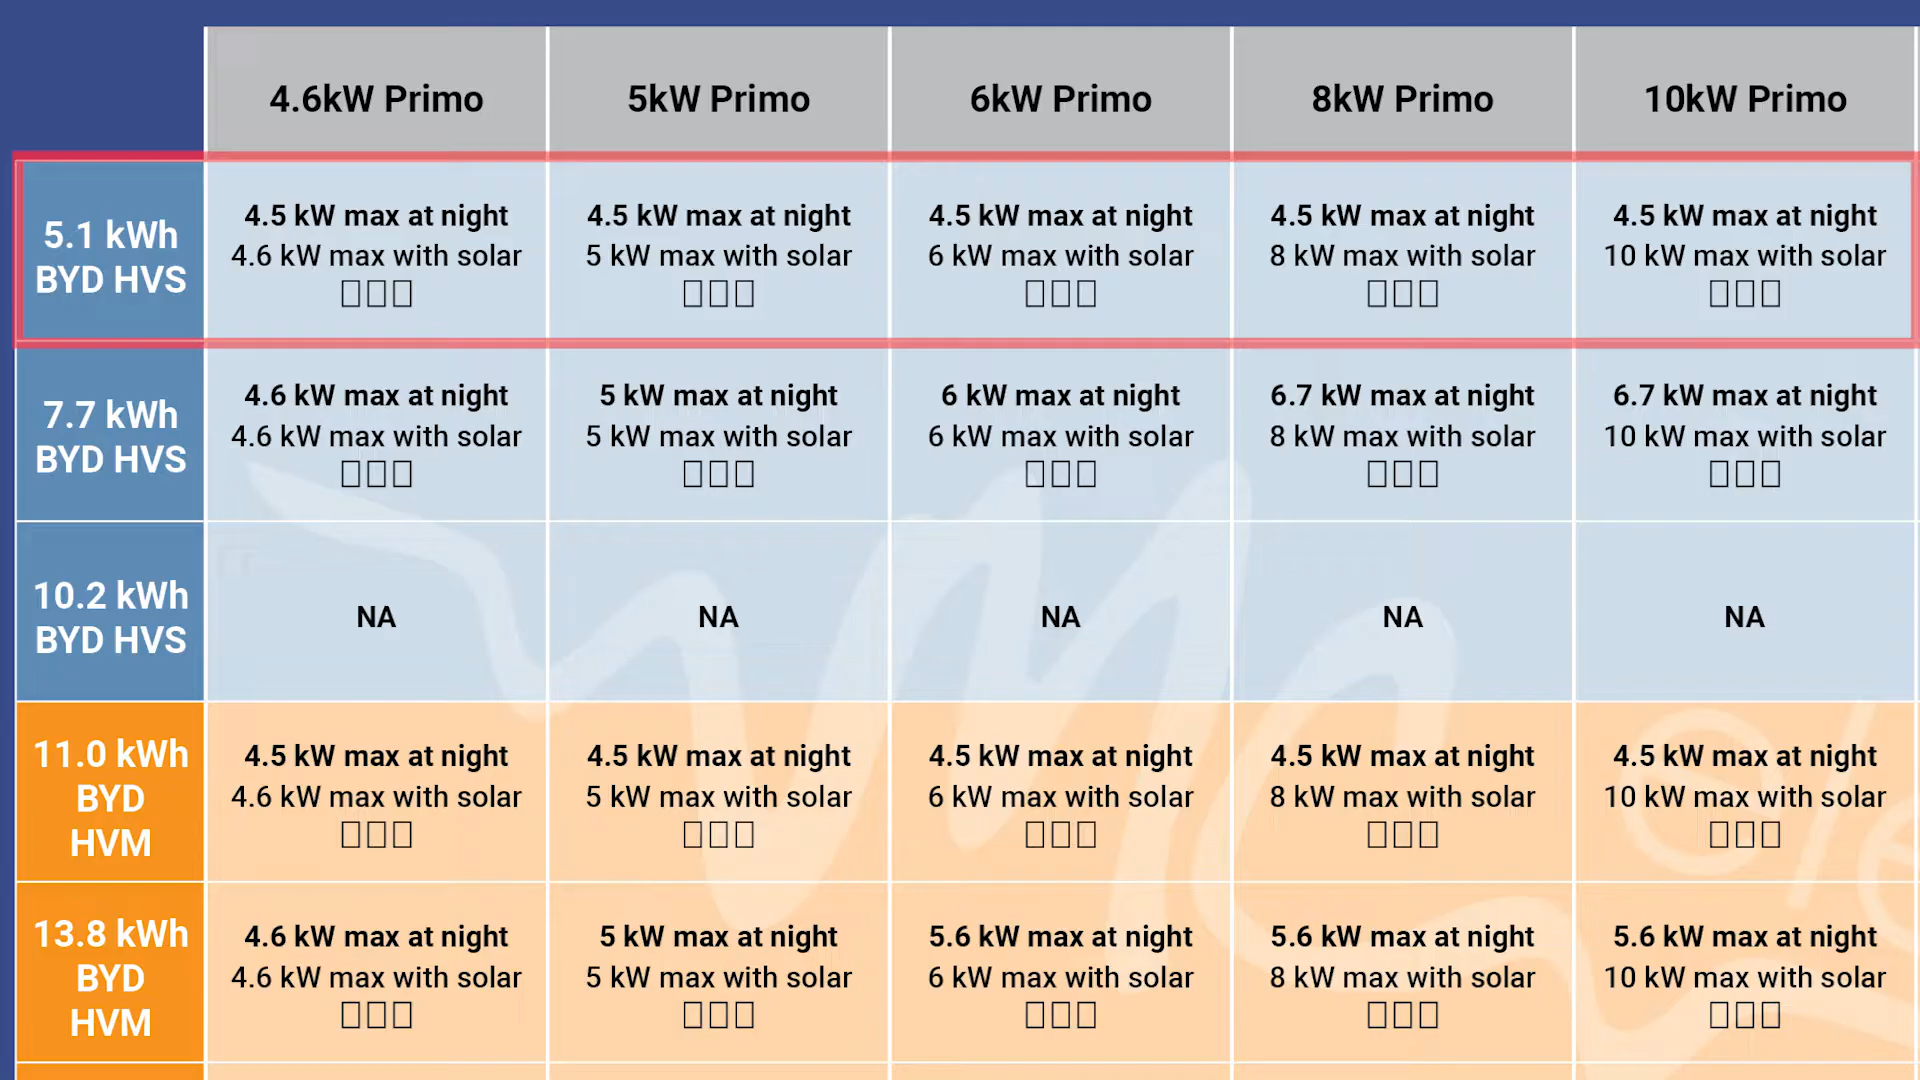 4.6kW Primo
5kW Primo
6kW Primo
8kW Primo
10kW Primo
5.1 kWh
BYD HVS
4.5 kW max at night
4.6 kW max with solar
4.5 kW max at night
5 kW max with solar
4.5 kW max at night
6 kW max with solar
4.5 kW max at night
8 kW max with solar
4.5 kW max at night
10 kW max with solar
7.7 kWh
BYD HVS
4.6 kW max at night
4.6 kW max with solar
5 kW max at night
5 kW max with solar
6 kW max at night
6 kW max with solar
6.7 kW max at night
8 kW max with solar
6.7 kW max at night
10 kW max with solar
10.2 kWh
BYD HVS
NA
NA
NA
NA
NA
11.0 kWh
BYD
HVM
4.5 kW max at night
4.6 kW max with solar
4.5 kW max at night
5 kW max with solar
4.5 kW max at night
6 kW max with solar
4.5 kW max at night
8 kW max with solar
4.5 kW max at night
10 kW max with solar
13.8 kWh
BYD
HVM
4.6 kW max at night
4.6 kW max with solar
5 kW max at night
5 kW max with solar
5.6 kW max at night
6 kW max with solar
5.6 kW max at night
8 kW max with solar
5.6 kW max at night
10 kW max with solar